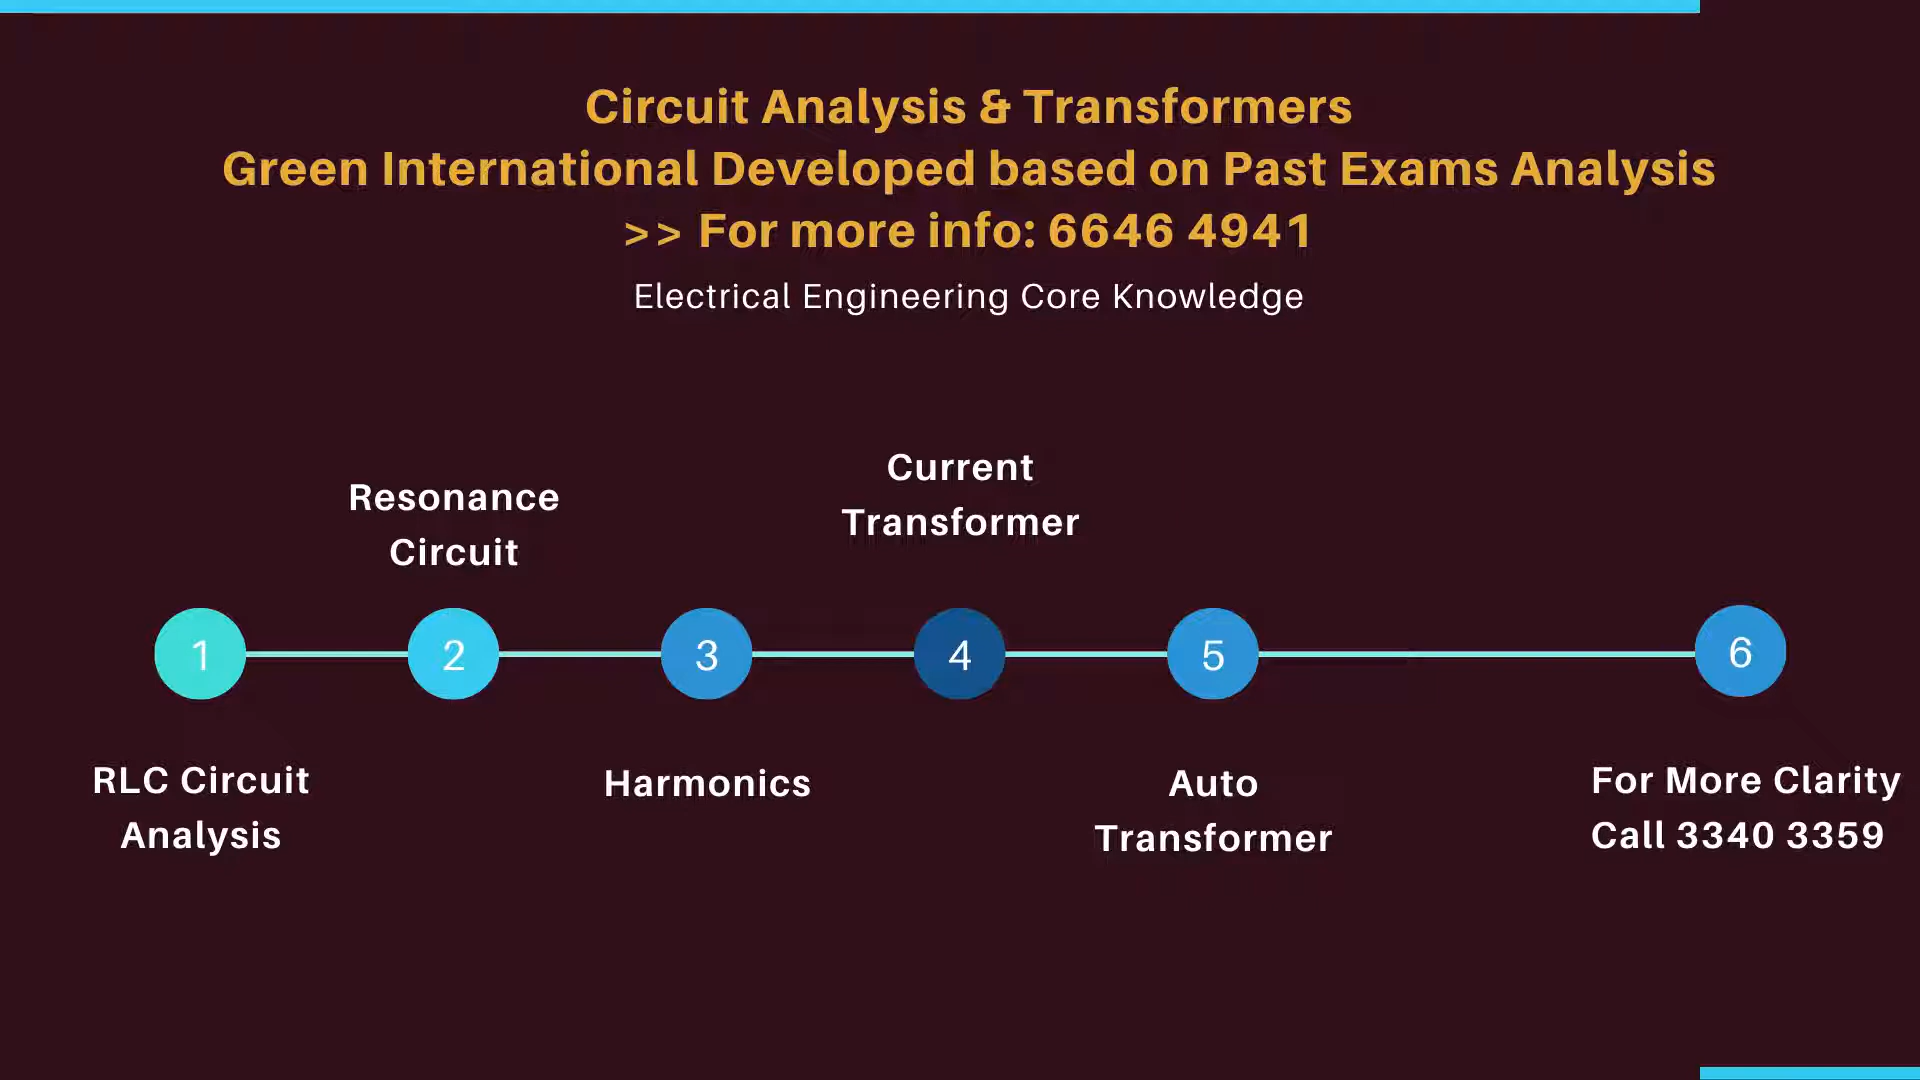 Circuit Analysis & Transformers
Green International Developed based on Past Exams Analysis
>> For more info: 6646 4941
Electrical Engineering Core Knowledge
1
RLC Circuit
Analysis
2
Resonance
Circuit
3
Harmonics
4
Current
Transformer
5
Auto
Transformer
6
For More Clarity
Call 3340 3359